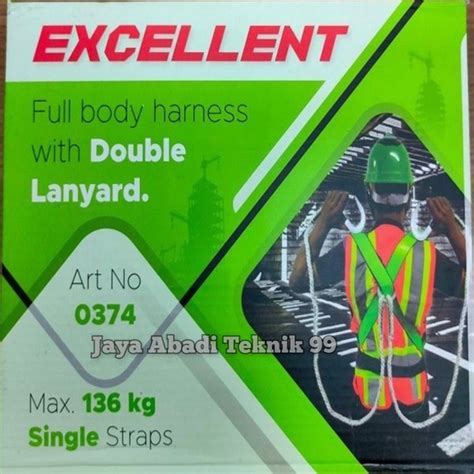 EXCELLENT
Full body harness
with Double
Lanyard.
Art No
0374
Jaya Abadi Teknik 99
Max. 136 kg
Single Straps